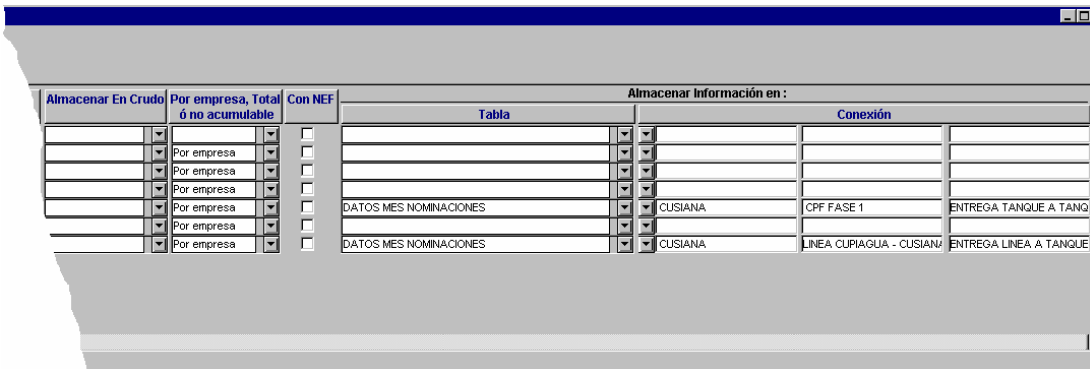 Almacenar Información en :
Almacenar En Crudo Por empresa, Total ó no acumulable Con NEF Tabla Conexión
Por empresa
Por empresa
Por empresa
Por empresa DATOS MES NOMINACIONES CUSIANA CPF FASE 1 ENTREGA TANQUE A TANQ
Por empresa
Por empresa DATOS MES NOMINACIONES CUSIANA LINEA CUPIAGUA - CUSIANA ENTREGA LINEA A TANQUE